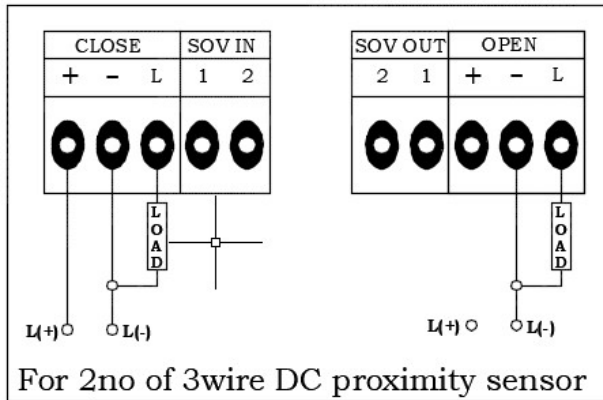 CLOSE SOV IN SOV OUT OPEN
+ − L 1 2 2 1 + − L
LOAD LOAD
L(+) L(-) L(+) L(-)
For 2no of 3wire DC proximity sensor